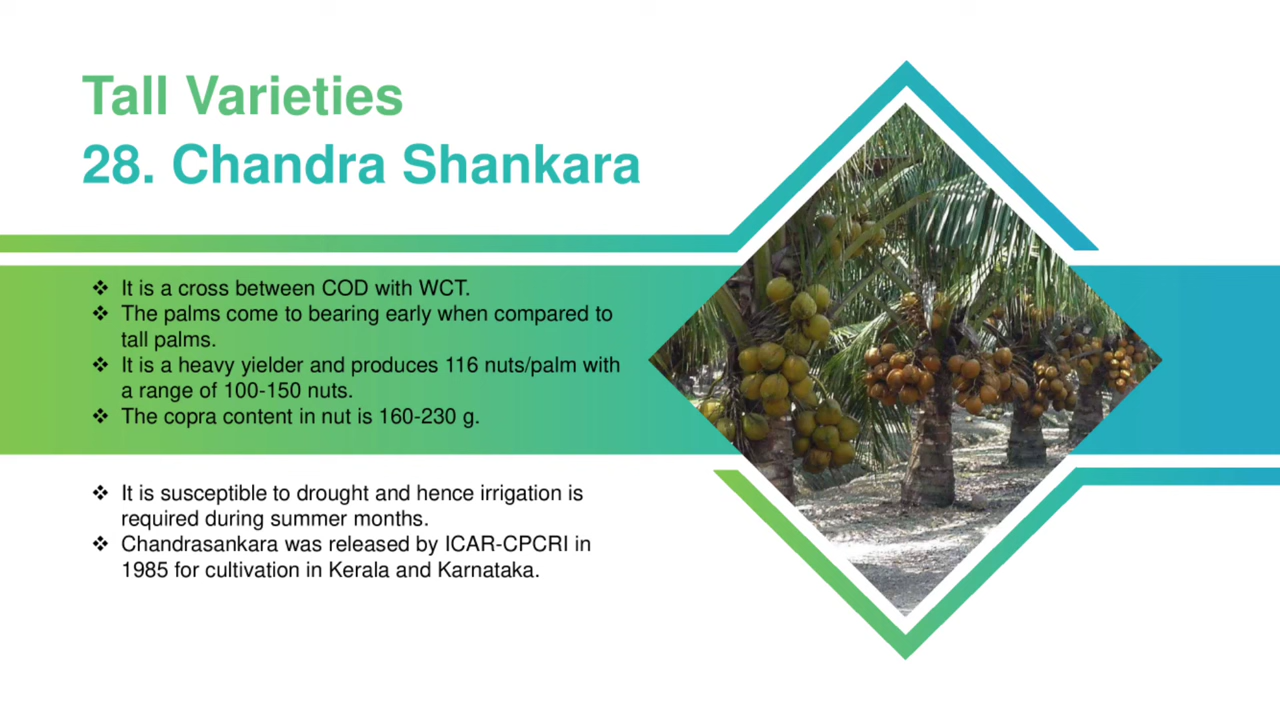 Tall Varieties
28. Chandra Shankara
❖ It is a cross between COD with WCT.
❖ The palms come to bearing early when compared to
tall palms.
❖ It is a heavy yielder and produces 116 nuts/palm with
a range of 100-150 nuts.
❖ The copra content in nut is 160-230 g.
❖ It is susceptible to drought and hence irrigation is
required during summer months.
❖ Chandrasankara was released by ICAR-CPCRI in
1985 for cultivation in Kerala and Karnataka.